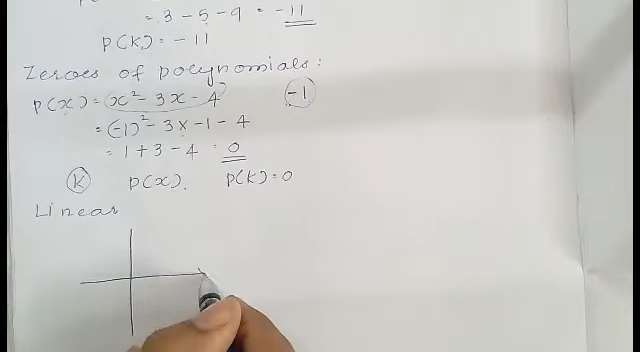 = 3 - 5 - 9 = -11
P(K) = -11
Zeroes of polynomials:
P(x) = x² - 3x - 4 -1
= (-1)² - 3 x -1 - 4
= 1 + 3 - 4 = 0
K P(x). P(K) = 0
Linear